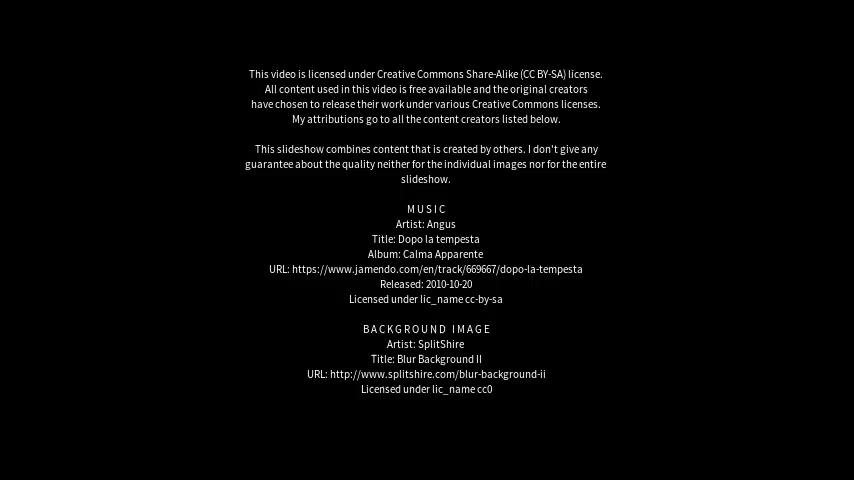 This video is licensed under Creative Commons Share-Alike (CC BY-SA) license.
All content used in this video is free available and the original creators
have chosen to release their work under various Creative Commons licenses.
My attributions go to all the content creators listed below.
This slideshow combines content that is created by others. I don't give any
guarantee about the quality neither for the individual images nor for the entire
slideshow.
MUSIC
Artist: Angus
Title: Dopo la tempesta
Album: Calma Apparente
URL: https://www.jamendo.com/en/track/669667/dopo-la-tempesta
Released: 2010-10-20
Licensed under lic_name cc-by-sa
BACKGROUND IMAGE
Artist: SplitShire
Title: Blur Background II
URL: http://www.splitshire.com/blur-background-ii
Licensed under lic_name cc0